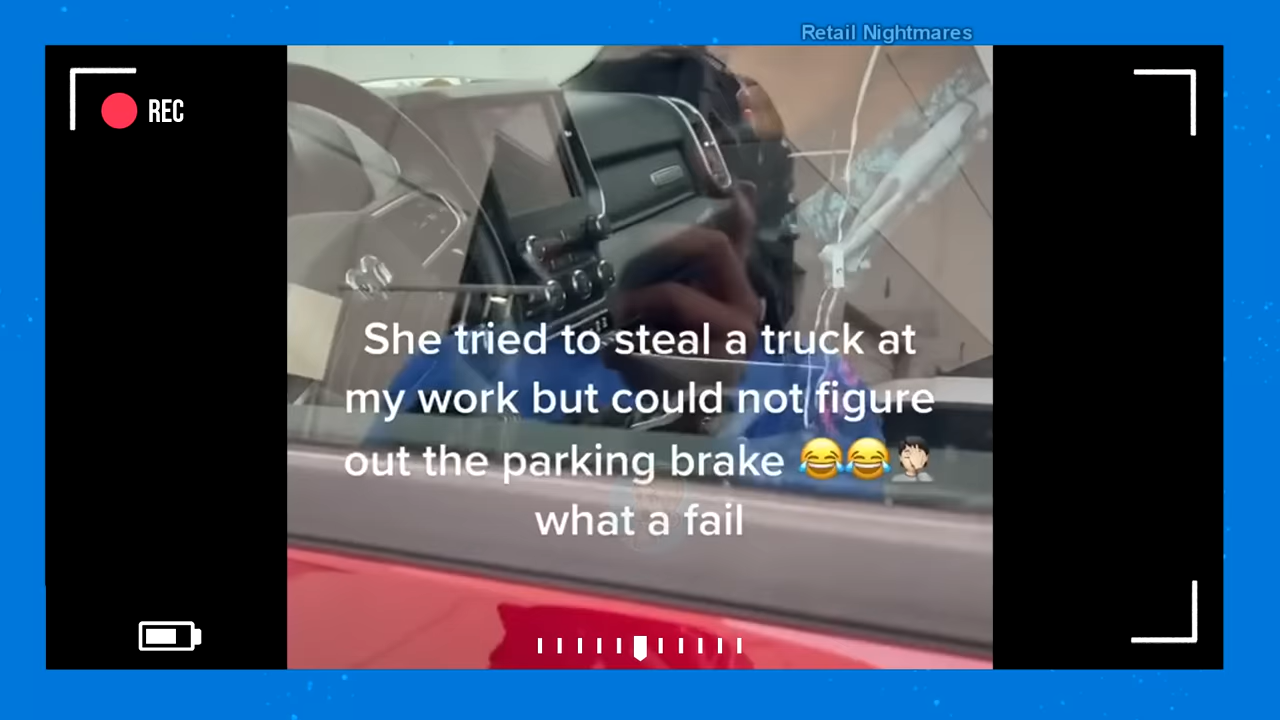 Retail Nightmares
REC
She tried to steal a truck at
my work but could not figure
out the parking brake 😂😂🤦🏻
what a fail